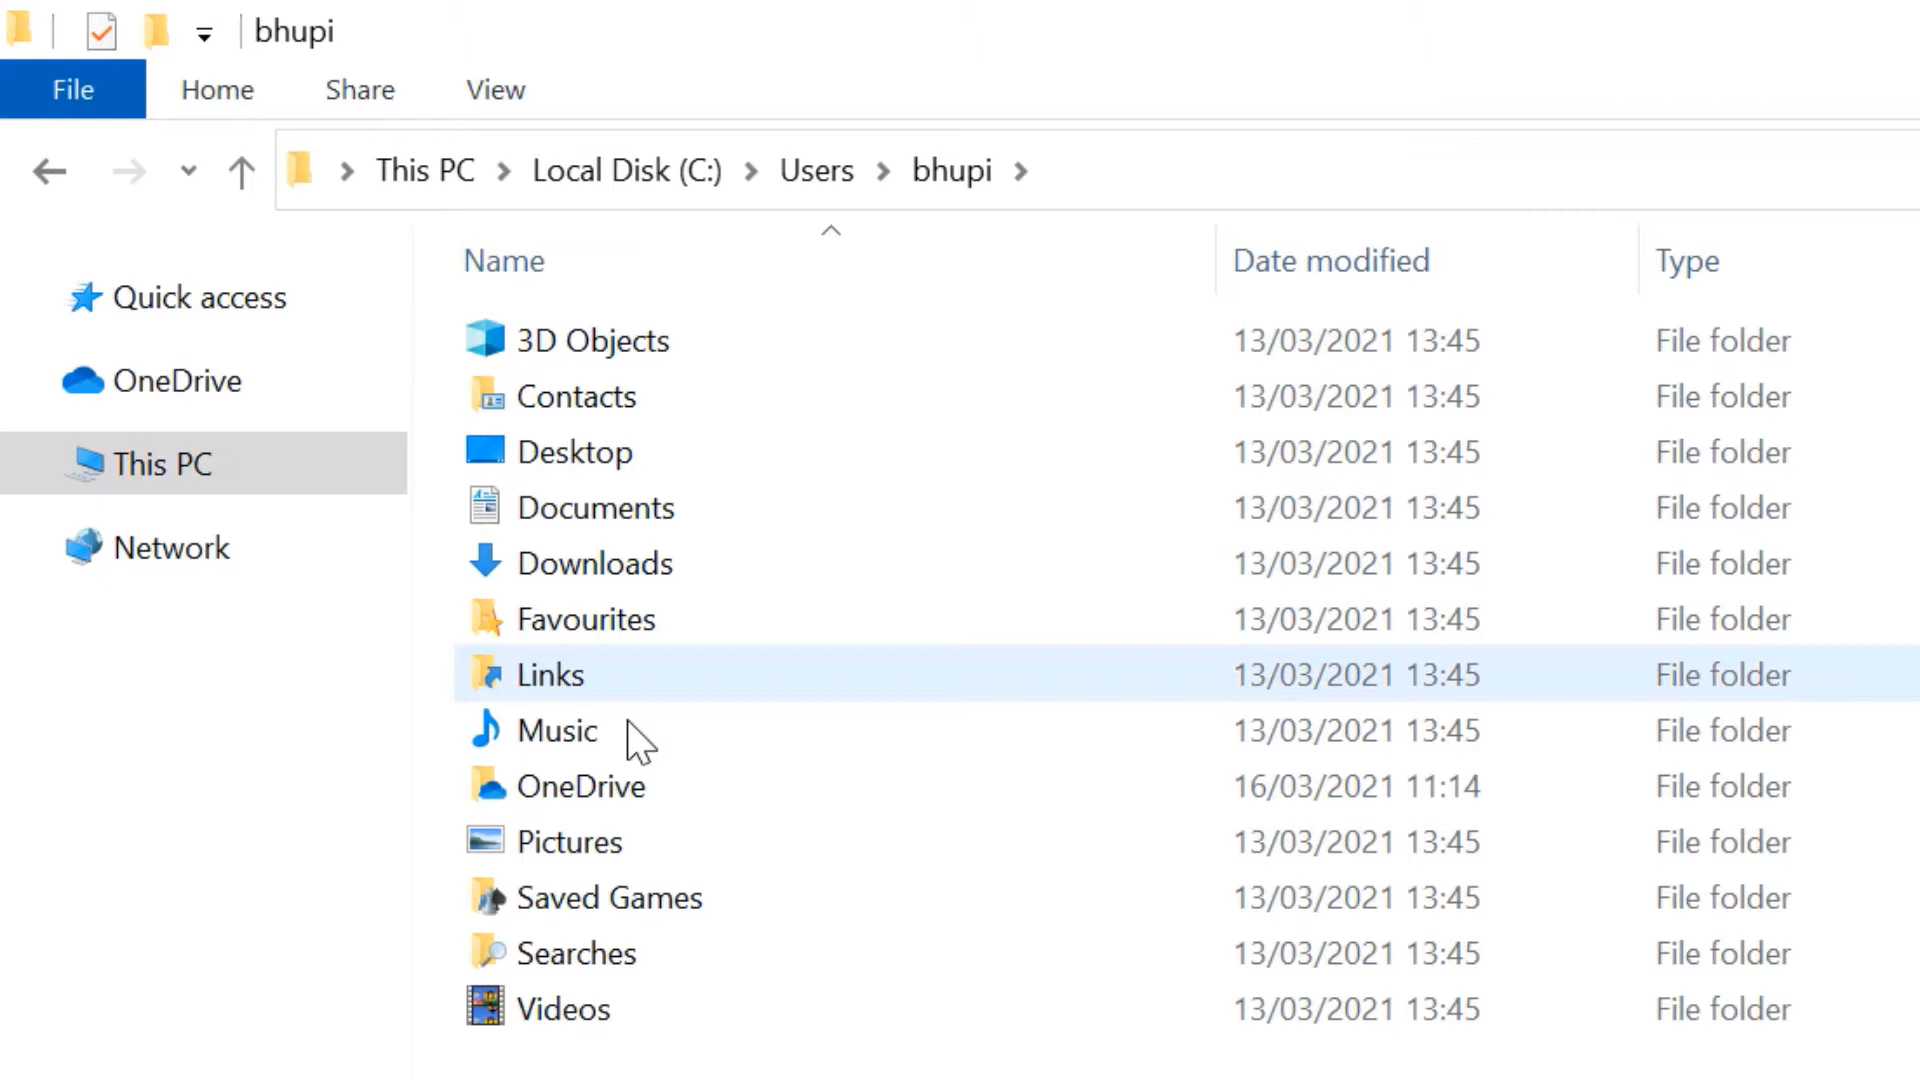 bhupi
File Home Share View
This PC Local Disk (C:) Users bhupi
Name Date modified Type
Quick access
OneDrive
This PC
Network
3D Objects 13/03/2021 13:45 File folder
Contacts 13/03/2021 13:45 File folder
Desktop 13/03/2021 13:45 File folder
Documents 13/03/2021 13:45 File folder
Downloads 13/03/2021 13:45 File folder
Favourites 13/03/2021 13:45 File folder
Links 13/03/2021 13:45 File folder
Music 13/03/2021 13:45 File folder
OneDrive 16/03/2021 11:14 File folder
Pictures 13/03/2021 13:45 File folder
Saved Games 13/03/2021 13:45 File folder
Searches 13/03/2021 13:45 File folder
Videos 13/03/2021 13:45 File folder